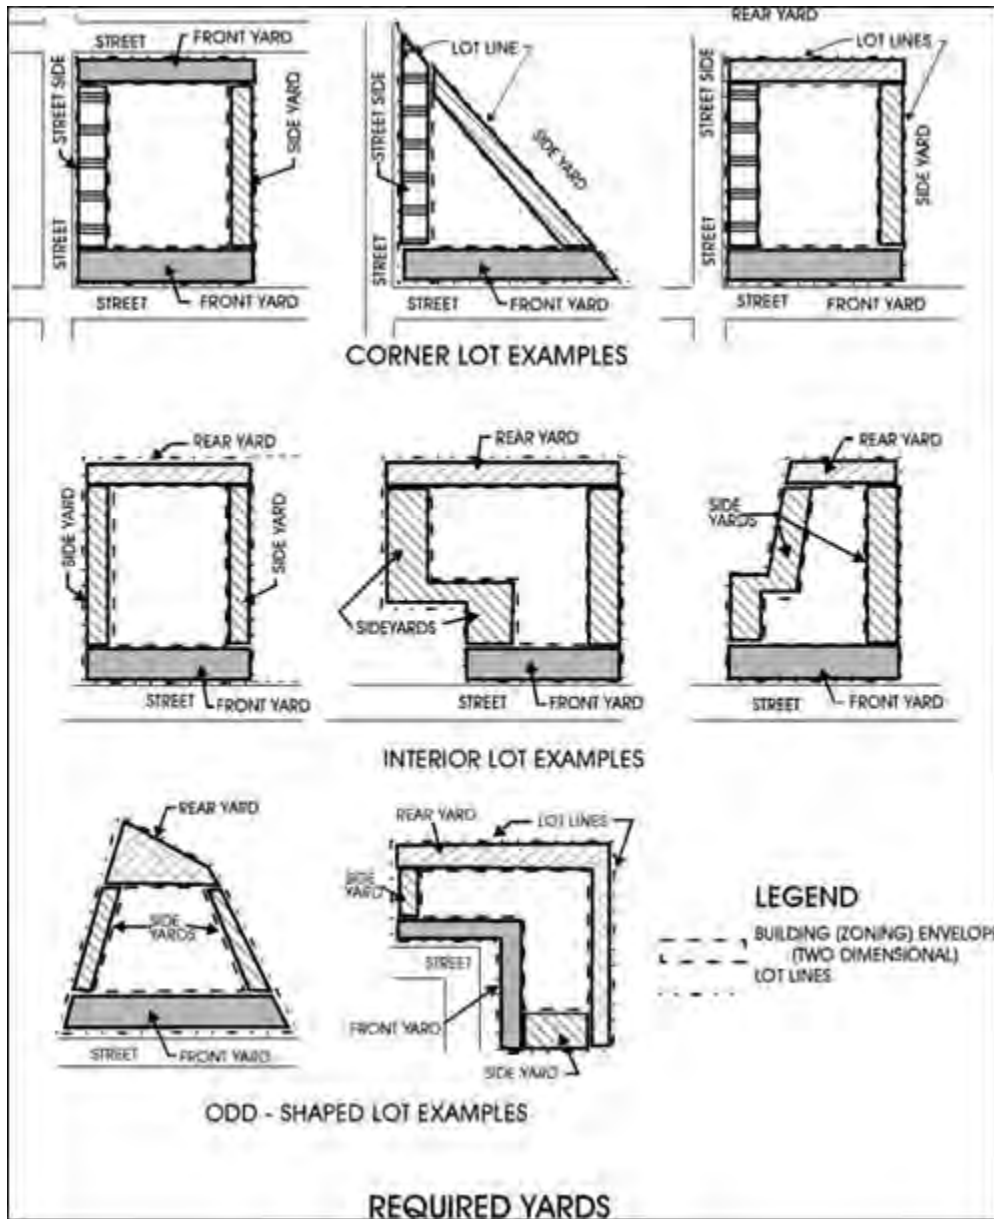 REAR YARD
STREET
FRONT YARD
LOT LINE
LOT LINES
STREET SIDE
SIDE YARD
STREET SIDE
SIDE YARD
STREET SIDE
SIDE YARD
STREET
STREET
STREET
STREET
FRONT YARD
STREET
FRONT YARD
STREET
FRONT YARD
CORNER LOT EXAMPLES
REAR YARD
REAR YARD
REAR YARD
SIDE YARD
SIDE YARD
SIDE
YARDS
SIDEYARDS
STREET
FRONT YARD
STREET
FRONT YARD
STREET
FRONT YARD
INTERIOR LOT EXAMPLES
REAR YARD
REAR YARD
LOT LINES
SIDE
YARD
SIDE
YARDS
LEGEND
BUILDING (ZONING) ENVELOP
(TWO DIMENSIONAL)
LOT LINES
STREET
FRONT YARD
STREET
FRONT YARD
SIDE YARD
ODD - SHAPED LOT EXAMPLES
REQUIRED YARDS